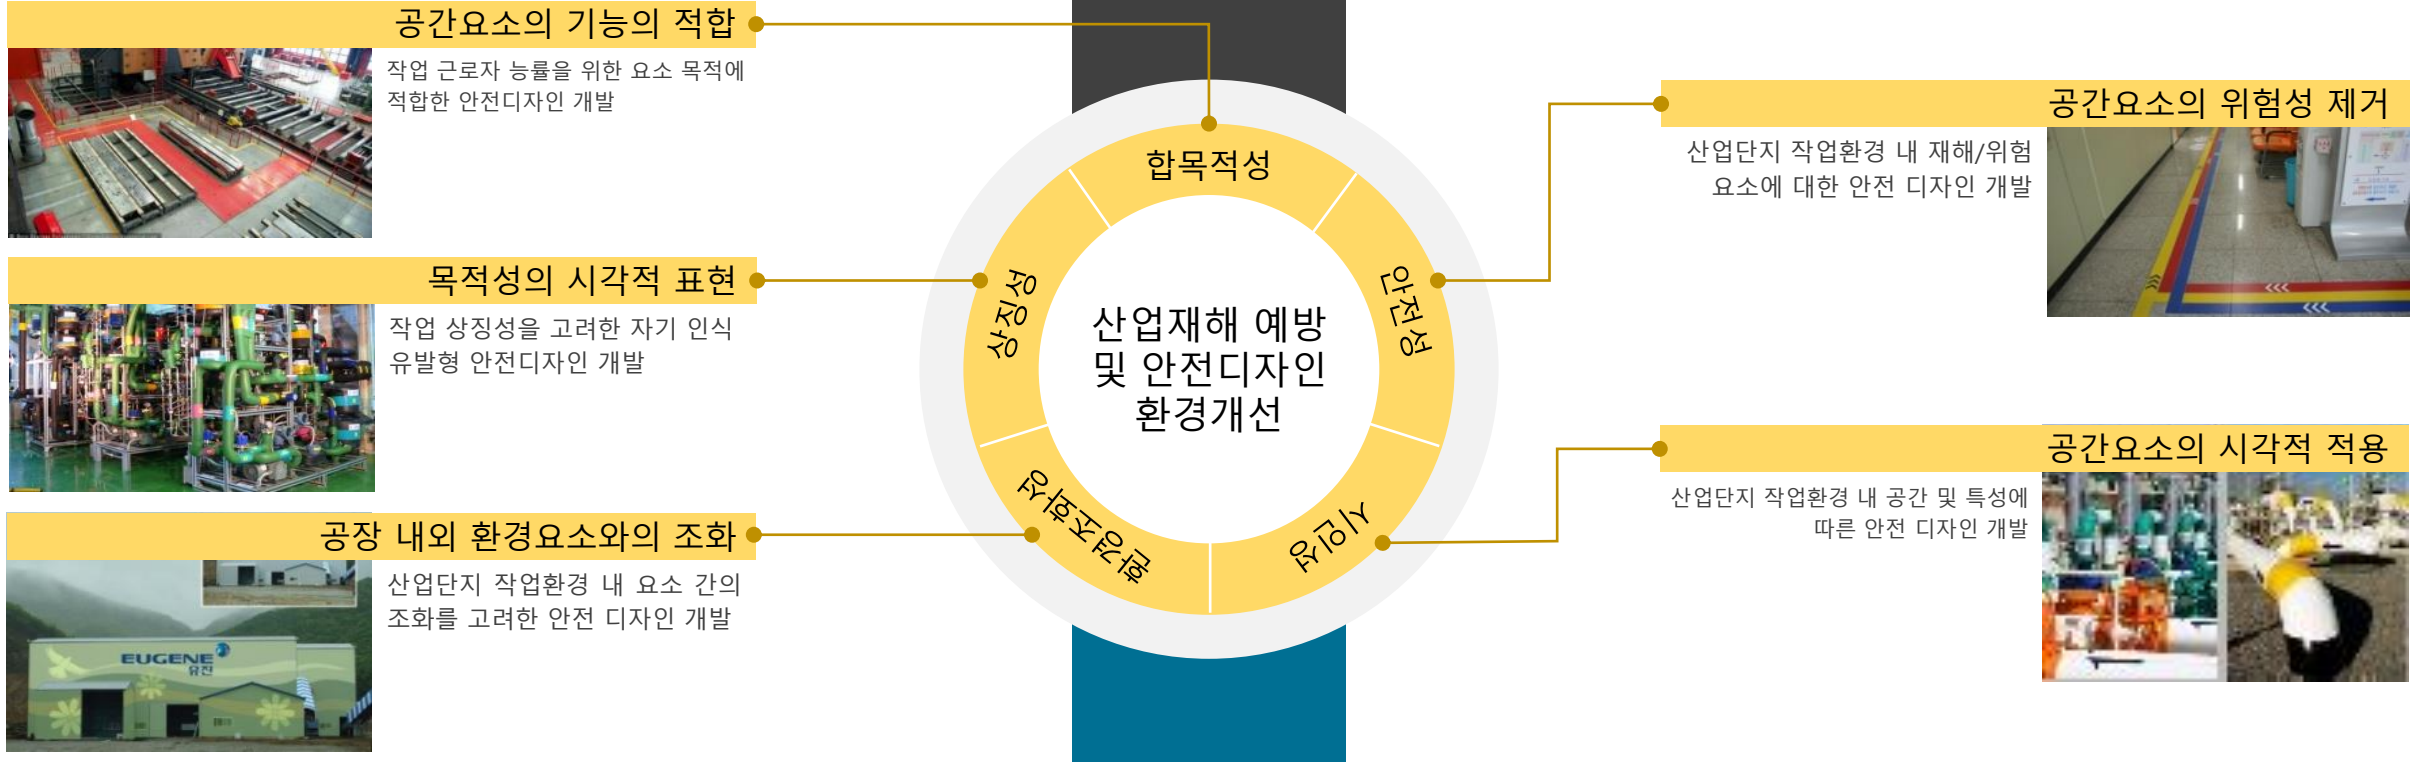 공간요소의 기능의 적합
작업 근로자 능률을 위한 요소 목적에
적합한 안전디자인 개발
목적성의 시각적 표현
작업 상징성을 고려한 자기 인식
유발형 안전디자인 개발
공장 내외 환경요소와의 조화
산업단지 작업환경 내 요소 간의
조화를 고려한 안전 디자인 개발
EUGENE
유진
합목적성
상징성
안전성
환경조화성
시인성
산업재해 예방
및 안전디자인
환경개선
공간요소의 위험성 제거
산업단지 작업환경 내 재해/위험
요소에 대한 안전 디자인 개발
공간요소의 시각적 적용
산업단지 작업환경 내 공간 및 특성에
따른 안전 디자인 개발